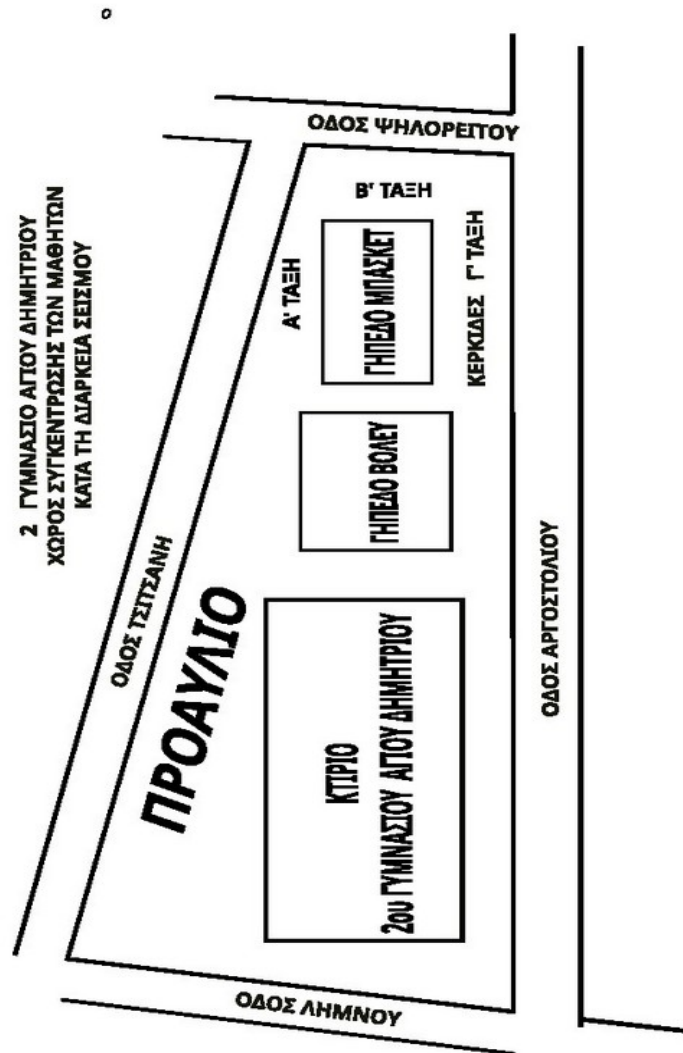 ο
2 ΓΥΜΝΑΣΙΟ ΑΓΙΟΥ ΔΗΜΗΤΡΙΟΥ
ΧΩΡΟΣ ΣΥΓΚΕΝΤΡΩΣΗΣ ΤΩΝ ΜΑΘΗΤΩΝ
ΚΑΤΑ ΤΗ ΔΙΑΡΚΕΙΑ ΣΕΙΣΜΟΥ
ΟΔΟΣ ΨΗΛΟΡΕΙΤΟΥ
Β' ΤΑΞΗ
Α' ΤΑΞΗ
ΓΗΠΕΔΟ ΜΠΑΣΚΕΤ
ΚΕΡΚΙΔΕΣ Γ' ΤΑΞΗ
ΓΗΠΕΔΟ ΒΟΛΕΥ
ΟΔΟΣ ΤΣΙΤΣΑΝΗ
ΠΡΟΑΥΛΙΟ
ΚΤΙΡΙΟ
2ου ΓΥΜΝΑΣΙΟΥ ΑΓΙΟΥ ΔΗΜΗΤΡΙΟΥ
ΟΔΟΣ ΑΡΓΟΣΤΟΛΙΟΥ
ΟΔΟΣ ΛΗΜΝΟΥ